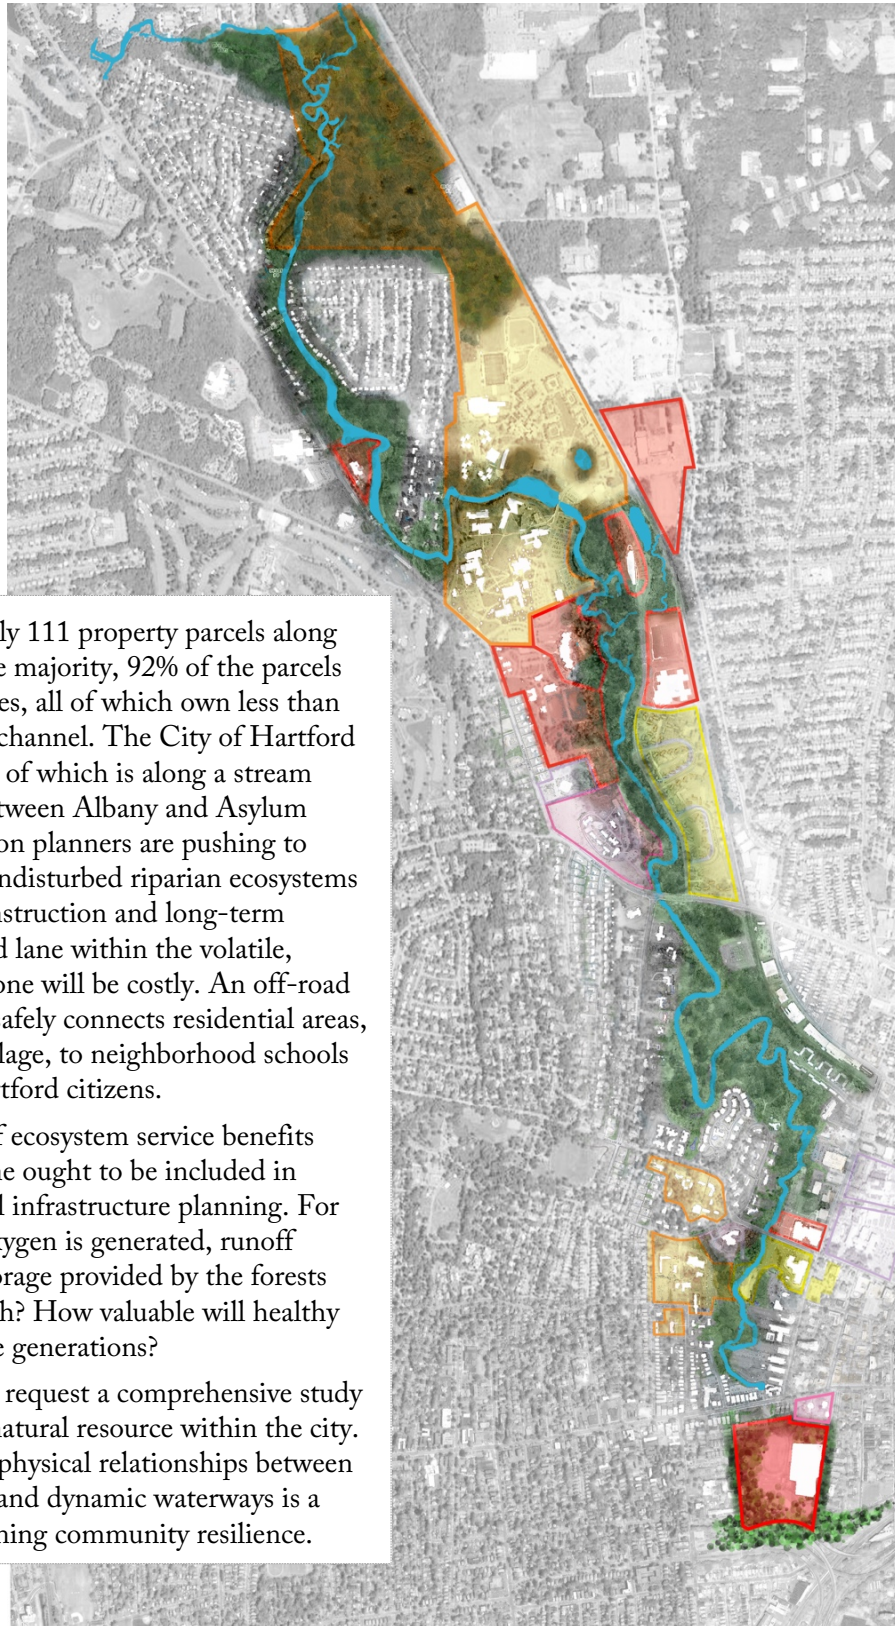 ly 111 property parcels along
e majority, 92% of the parcels
es, all of which own less than
channel. The City of Hartford
of which is along a stream
tween Albany and Asylum
on planners are pushing to
ndisturbed riparian ecosystems
nstruction and long-term
d lane within the volatile,
one will be costly. An off-road
afely connects residential areas,
lage, to neighborhood schools
rtford citizens.
f ecosystem service benefits
ne ought to be included in
l infrastructure planning. For
xygen is generated, runoff
orage provided by the forests
h? How valuable will healthy
e generations?
request a comprehensive study
natural resource within the city.
physical relationships between
and dynamic waterways is a
ning community resilience.